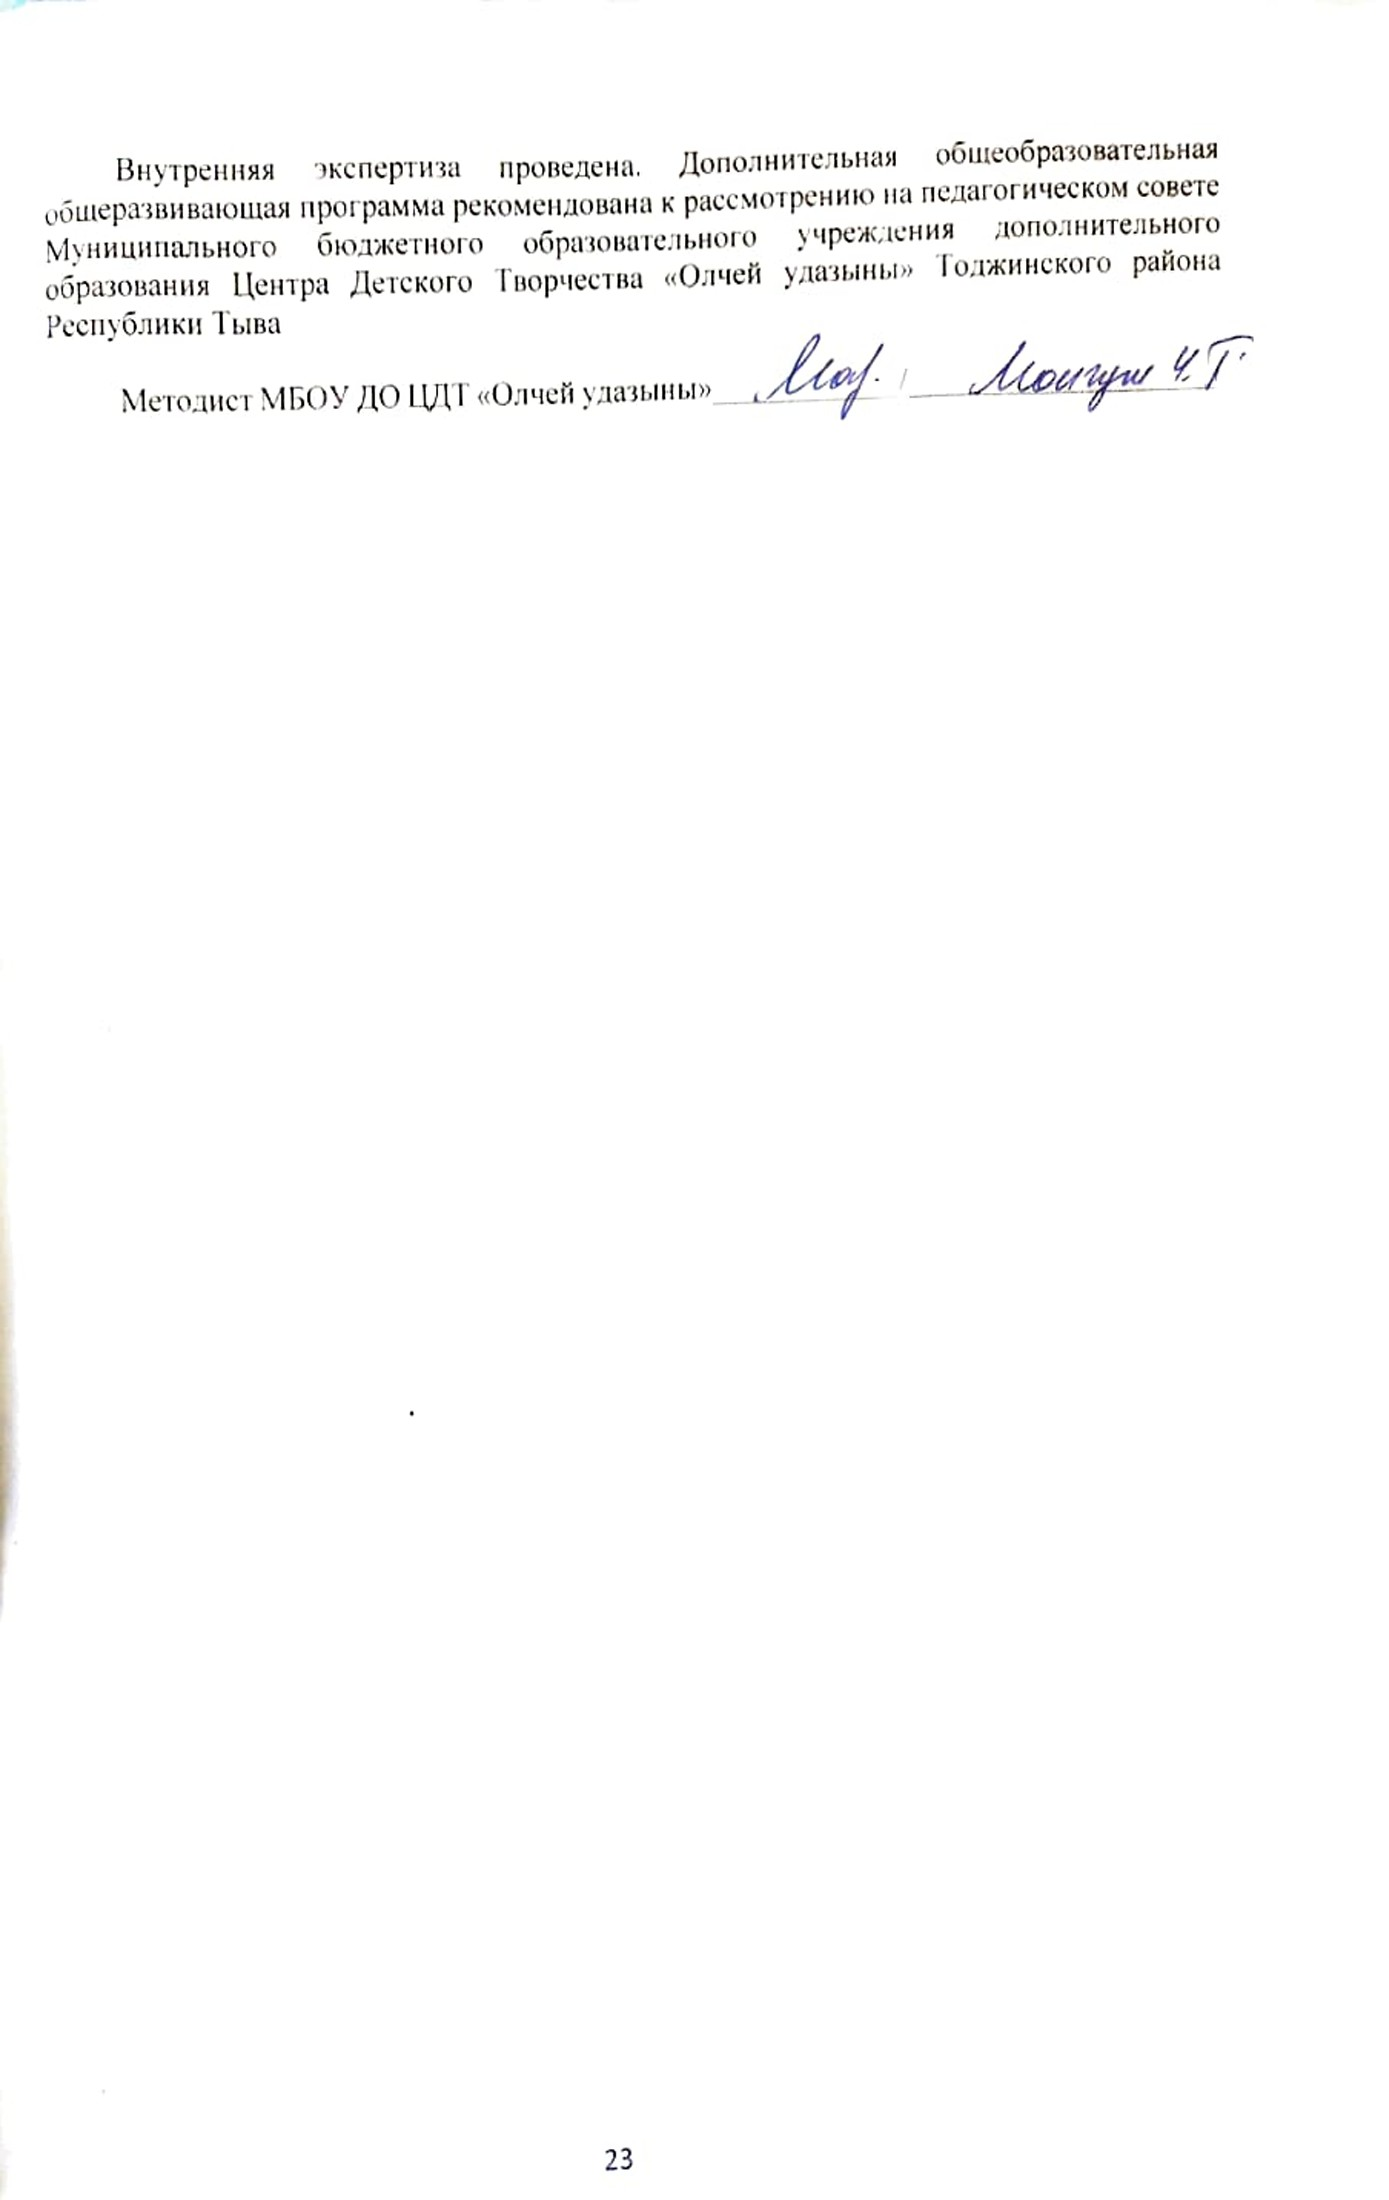 Внутренняя экспертиза проведена. Дополнительная общеобразовательная
общеразвивающая программа рекомендована к рассмотрению на педагогическом совете
Муниципального бюджетного образовательного учреждения дополнительного
образования Центра Детского Творчества «Олчей удазыны» Тоджинского района
Республики Тыва
Методист МБОУ ДО ЦДТ «Олчей удазыны» / Монгуш Ч.Т.
23